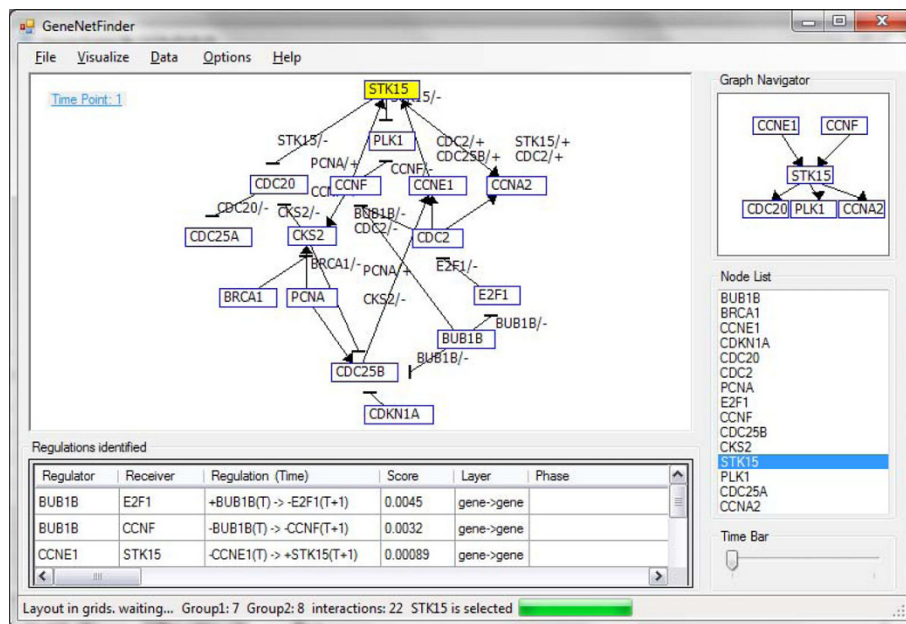 GeneNetFinder
File Visualize Data Options Help
Time Point: 1
STK15
STK15/-
PLK1
STK15/-
CDC2/+ STK15/+
CDC25B/+ CDC2/+
PCNA/+
CCNF/-
CDC20
CCNF
CCNE1
CCNA2
CDC20/-
CKS2/-
BUB1B/-
CDC2/-
CDC25A
CKS2
CDC2
BRCA1/-
PCNA/+
E2F1/-
BRCA1
PCNA
CKS2/-
E2F1
BUB1B/-
BUB1B
BUB1B/-
CDC25B
CDKN1A
Graph Navigator
CCNE1 CCNF
STK15
CDC20 PLK1 CCNA2
Node List
BUB1B
BRCA1
CCNE1
CDKN1A
CDC20
CDC2
PCNA
E2F1
CCNF
CDC25B
CKS2
STK15
PLK1
CDC25A
CCNA2
Time Bar
Regulations identified
Regulator Receiver Regulation (Time) Score Layer Phase
BUB1B E2F1 +BUB1B(T) -> -E2F1(T+1) 0.0045 gene->gene
BUB1B CCNF -BUB1B(T) -> -CCNF(T+1) 0.0032 gene->gene
CCNE1 STK15 -CCNE1(T) -> +STK15(T+1) 0.00089 gene->gene
Layout in grids. waiting... Group1: 7 Group2: 8 interactions: 22 STK15 is selected